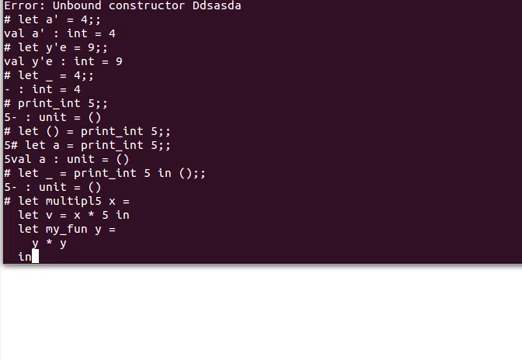 Error: Unbound constructor Ddsasda
# let a' = 4;;
val a' : int = 4
# let y'e = 9;;
val y'e : int = 9
# let _ = 4;;
- : int = 4
# print_int 5;;
5- : unit = ()
# let () = print_int 5;;
5# let a = print_int 5;;
5val a : unit = ()
# let _ = print_int 5 in ();;
5- : unit = ()
# let multipl5 x =
let v = x * 5 in
let my_fun y =
y * y
in